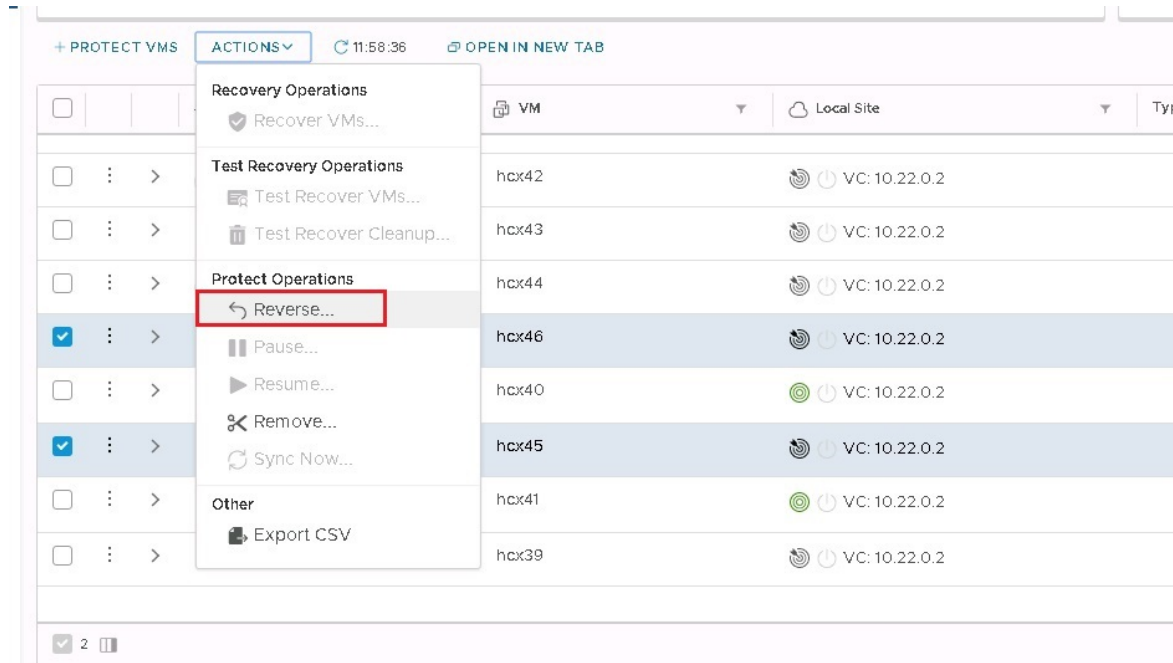 + PROTECT VMS ACTIONS 11:58:36 OPEN IN NEW TAB
Recovery Operations
Recover VMs...
Test Recovery Operations
Test Recover VMs...
Test Recover Cleanup...
Protect Operations
Reverse...
Pause...
Resume...
Remove...
Sync Now...
Other
Export CSV
VM Local Site Typ
hcx42 VC: 10.22.0.2
hcx43 VC: 10.22.0.2
hcx44 VC: 10.22.0.2
hcx46 VC: 10.22.0.2
hcx40 VC: 10.22.0.2
hcx45 VC: 10.22.0.2
hcx41 VC: 10.22.0.2
hcx39 VC: 10.22.0.2
2